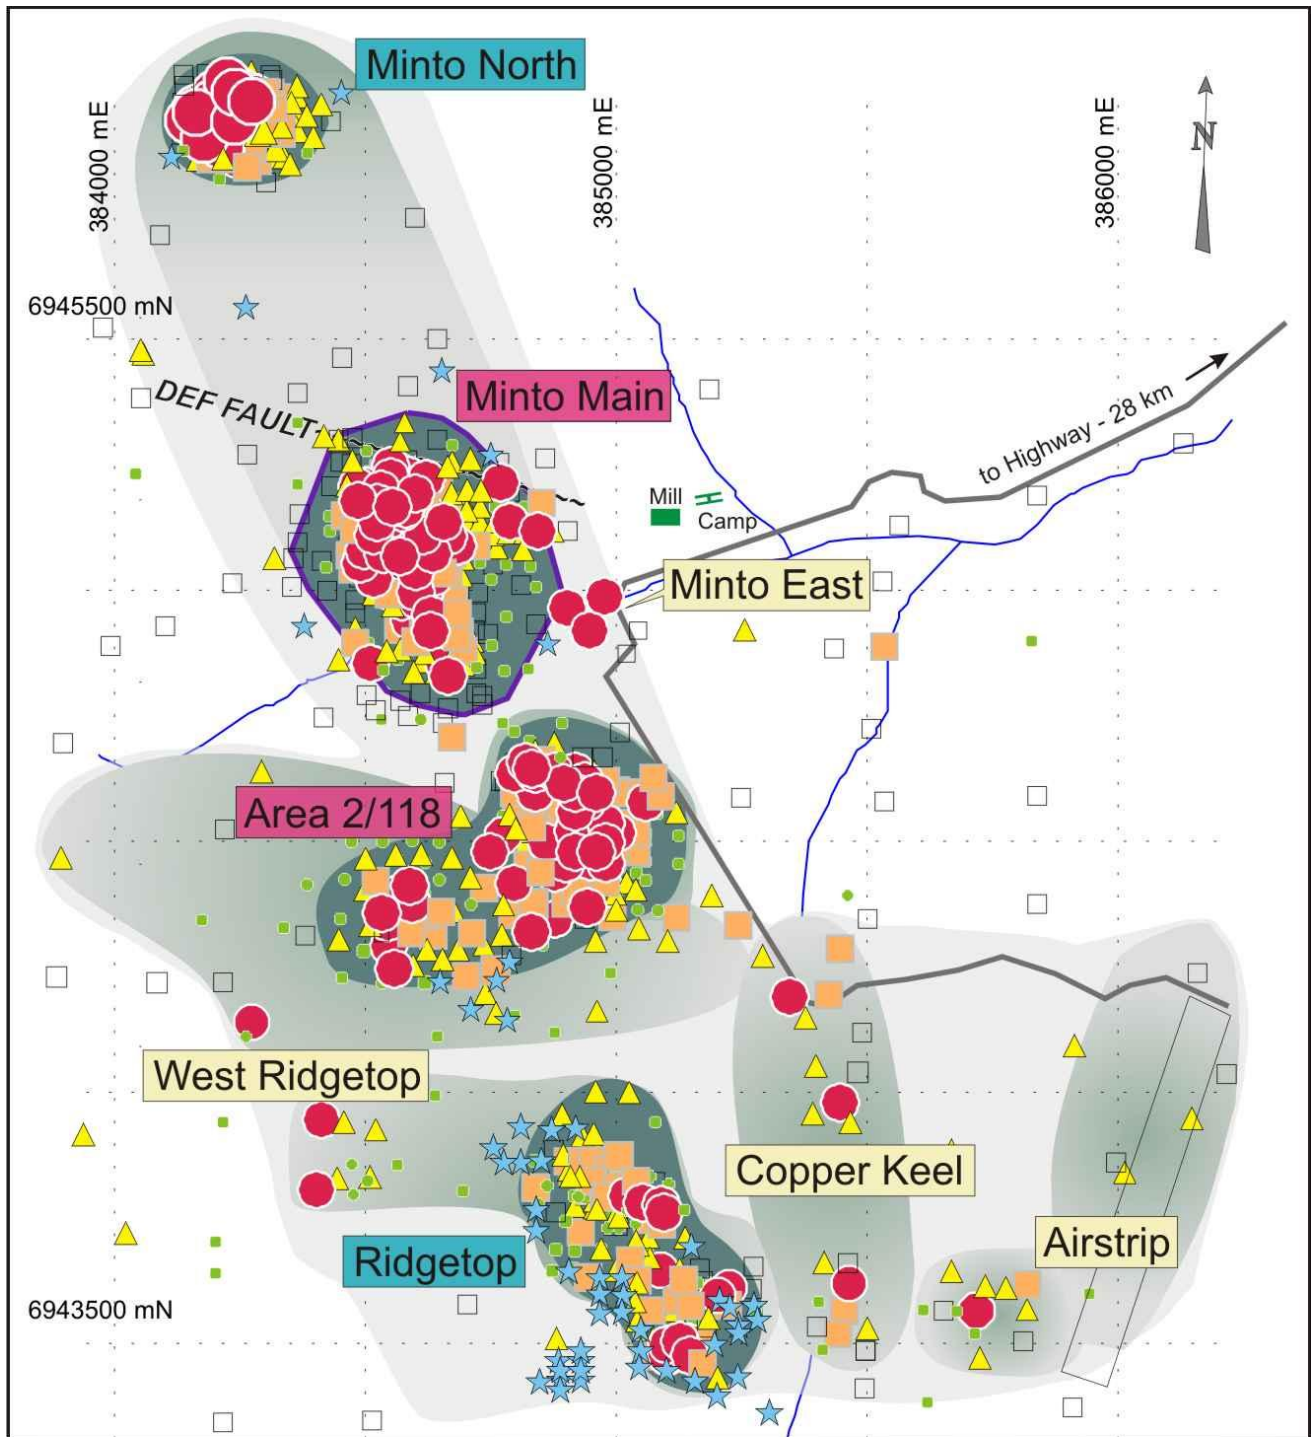 Minto North
384000 mE
385000 mE
386000 mE
N
6945500 mN
DEF FAULT
Minto Main
to Highway - 28 km
Mill
Camp
Minto East
Area 2/118
West Ridgetop
Copper Keel
Airstrip
Ridgetop
6943500 mN